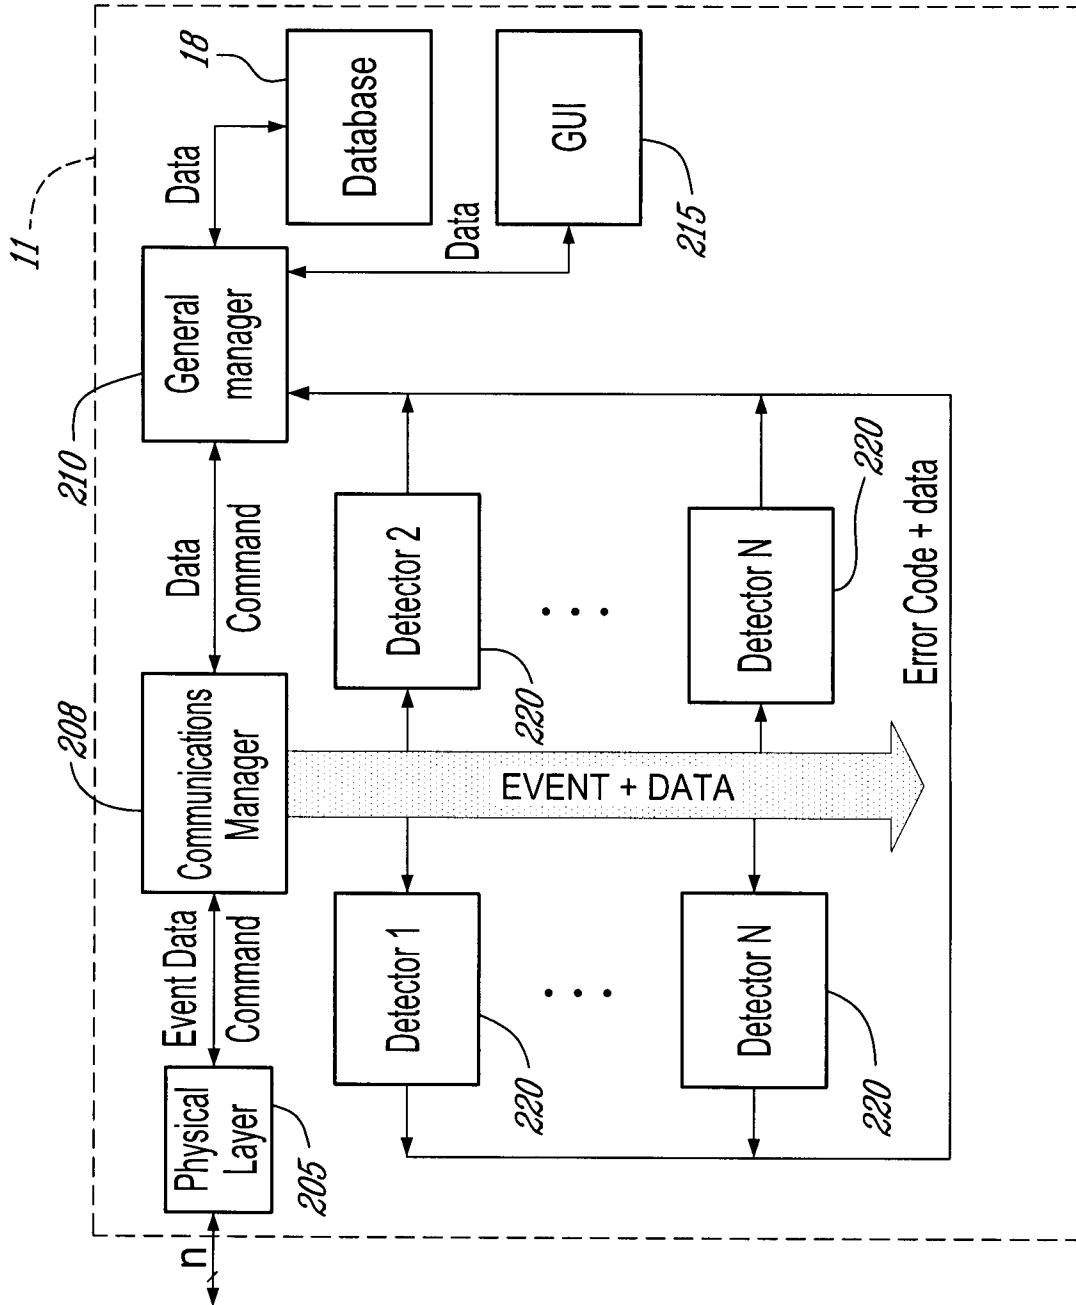 11
n
Physical
Layer
205
Event Data
Command
Communications
Manager
208
Data
Command
General
manager
210
Data
Database
18
Data
GUI
215
Detector 1
220
Detector 2
220
EVENT + DATA
Detector N
220
Detector N
220
Error Code + data